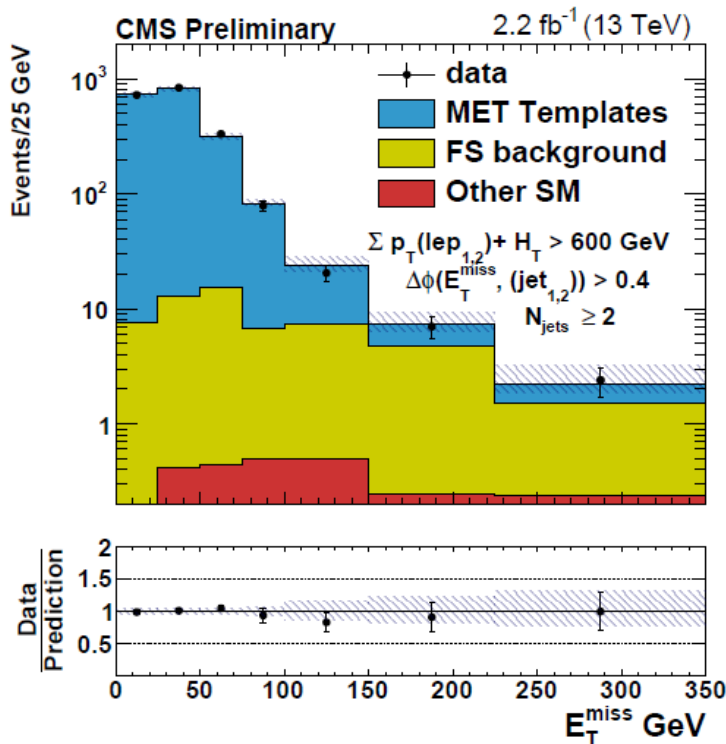 CMS Preliminary
2.2 fb⁻¹ (13 TeV)
Events/25 GeV
10³
10²
10
1
data
MET Templates
FS background
Other SM
Σ p_T(lep_1,2)+ H_T > 600 GeV
Δϕ(E_T^miss, (jet_1,2)) > 0.4
N_jets ≥ 2
Data
Prediction
2
1.5
1
0.5
0 50 100 150 200 250 300 350
E_T^miss GeV